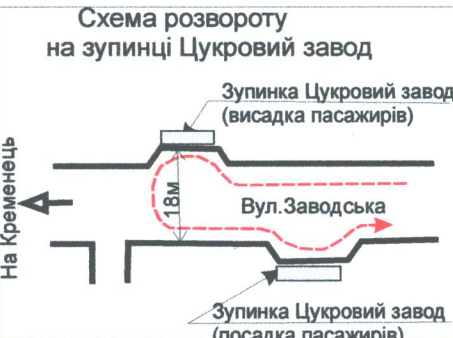 Схема розвороту
на зупинці Цукровий завод
Зупинка Цукровий завод
(висадка пасажирів)
На Кременець
18м
Вул.Заводська
Зупинка Цукровий завод
(посадка пасажирів)